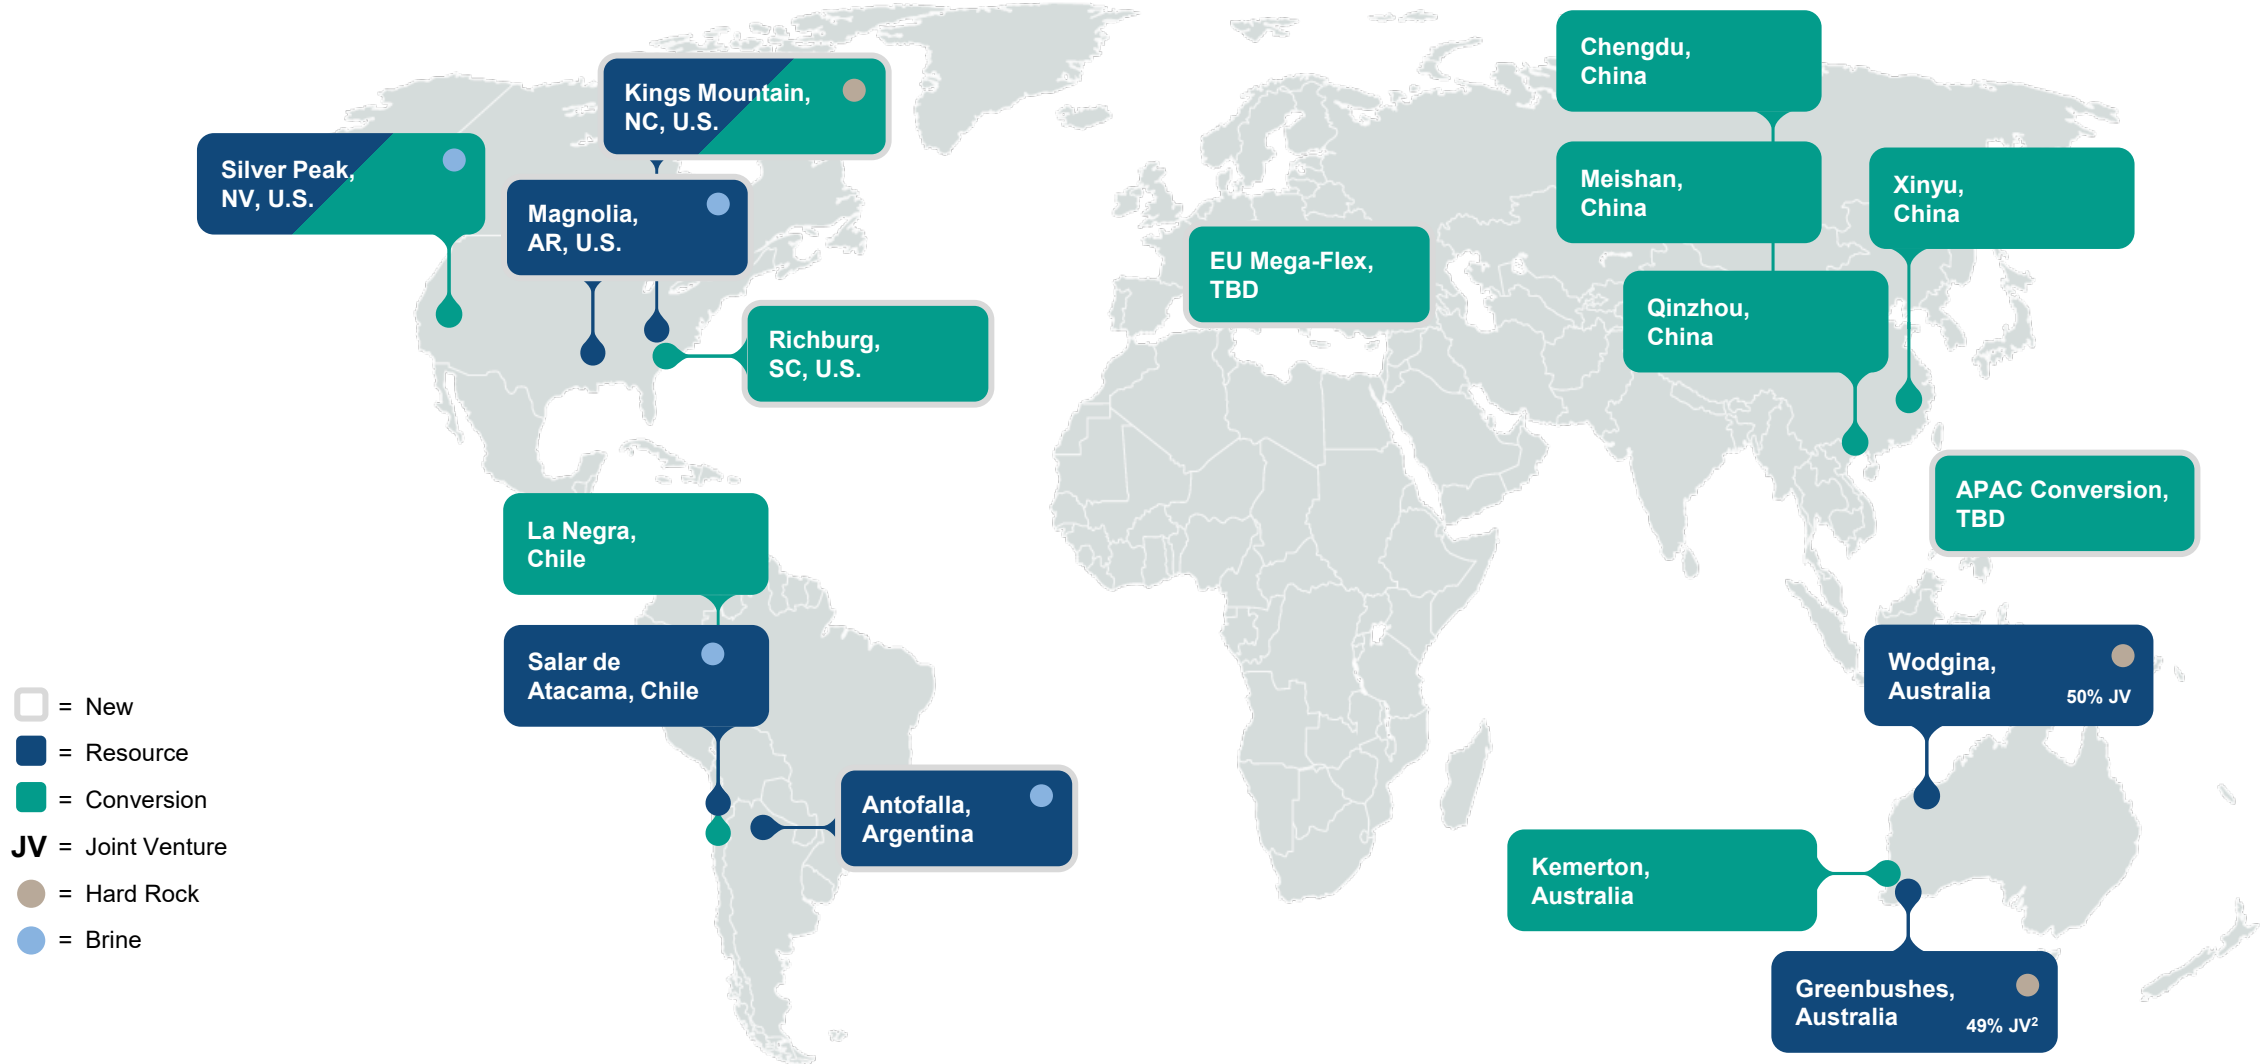 Kings Mountain,
NC, U.S.
Silver Peak,
NV, U.S.
Magnolia,
AR, U.S.
Richburg,
SC, U.S.
La Negra,
Chile
Salar de
Atacama, Chile
Antofalla,
Argentina
EU Mega-Flex,
TBD
Chengdu,
China
Meishan,
China
Xinyu,
China
Qinzhou,
China
APAC Conversion,
TBD
Wodgina,
Australia
50% JV
Kemerton,
Australia
Greenbushes,
Australia
49% JV²
= New
= Resource
= Conversion
JV = Joint Venture
= Hard Rock
= Brine